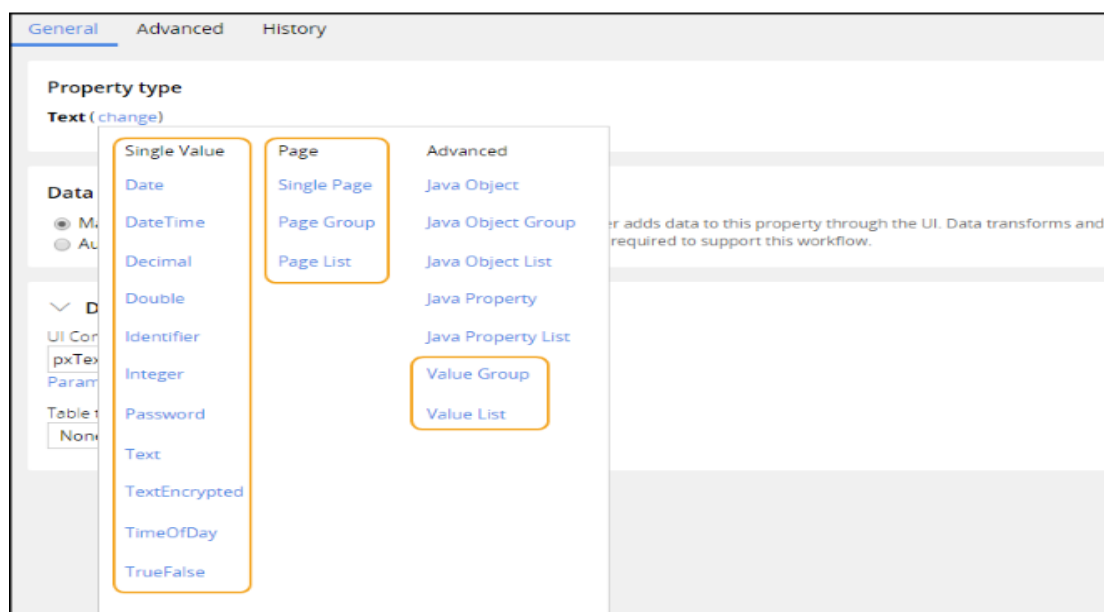 General Advanced History
Property type
Text (change)
Single Value Page Advanced
Date Single Page Java Object
DateTime Page Group Java Object Group
Decimal Page List Java Object List
Double Java Property
Identifier Java Property List
Integer Value Group
Password Value List
Text
TextEncrypted
TimeOfDay
TrueFalse
Data
Ma
Au
r adds data to this property through the UI. Data transforms and
required to support this workflow.
D
UI Con
pxTex
Param
Table t
None